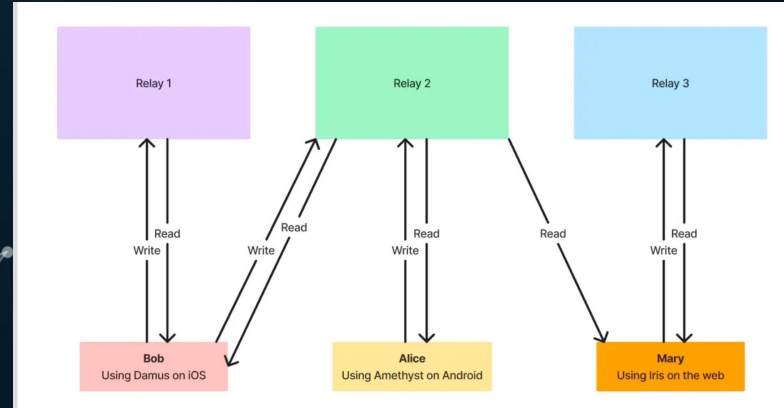 Relay 1
Relay 2
Relay 3
Read
Write
Read
Write
Read
Write
Read
Read
Write
Bob
Using Damus on iOS
Alice
Using Amethyst on Android
Mary
Using Iris on the web